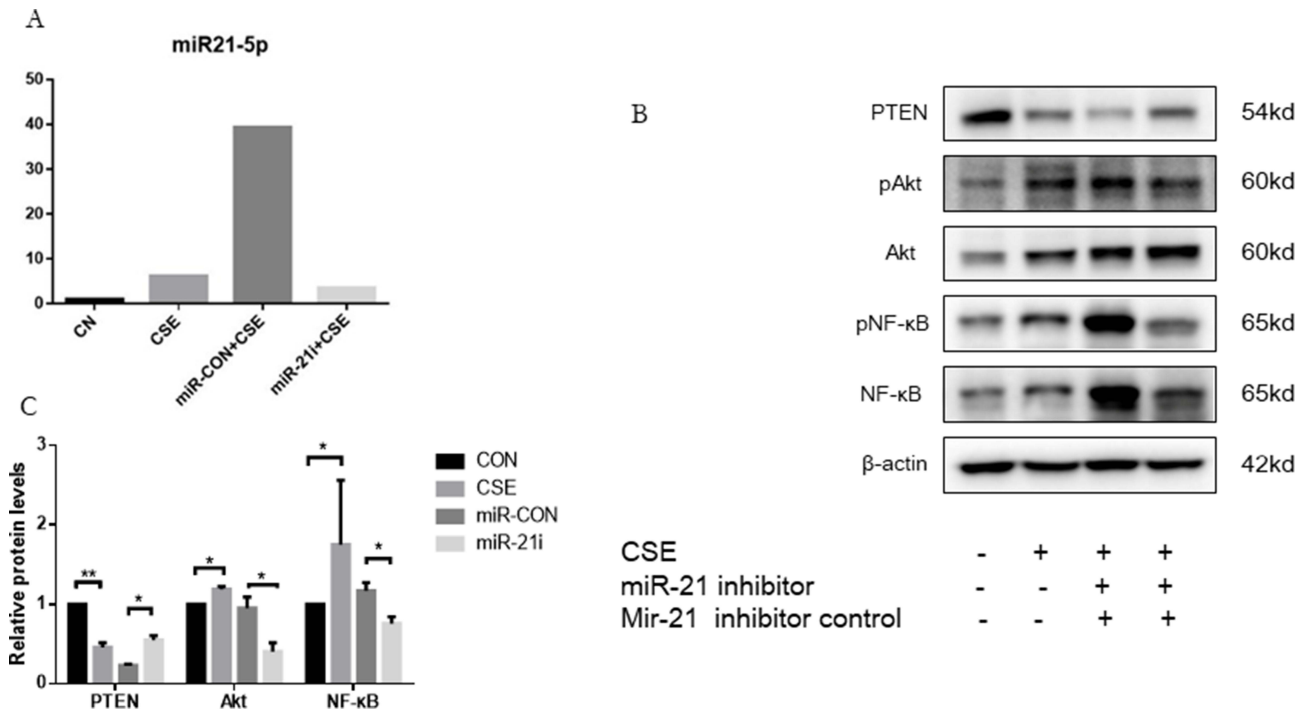 A
miR21-5p
50
40
30
20
10
0
CN
CSE
miR-CON+CSE
miR-21i+CSE
B
PTEN 54kd
pAkt 60kd
Akt 60kd
pNF-κB 65kd
NF-κB 65kd
β-actin 42kd
CSE - + + +
miR-21 inhibitor - - + +
Mir-21 inhibitor control - - + +
C
Relative protein levels
3
2
1
0
** * * * * *
PTEN Akt NF-κB
CON
CSE
miR-CON
miR-21i